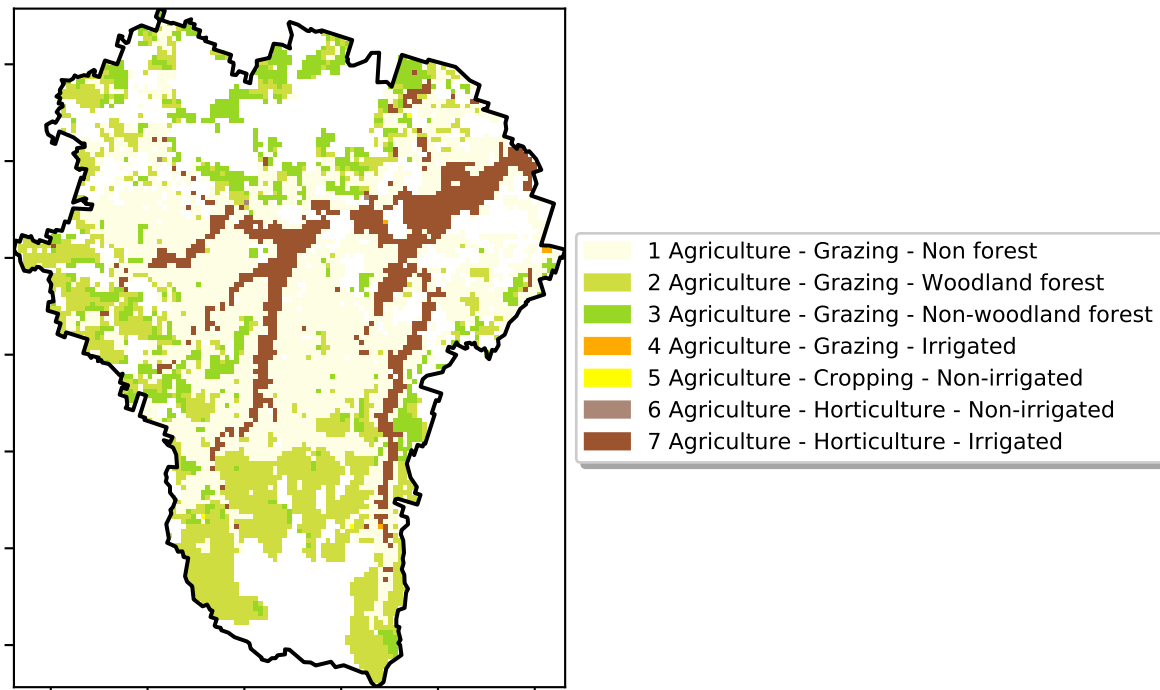 1 Agriculture - Grazing - Non forest
2 Agriculture - Grazing - Woodland forest
3 Agriculture - Grazing - Non-woodland forest
4 Agriculture - Grazing - Irrigated
5 Agriculture - Cropping - Non-irrigated
6 Agriculture - Horticulture - Non-irrigated
7 Agriculture - Horticulture - Irrigated